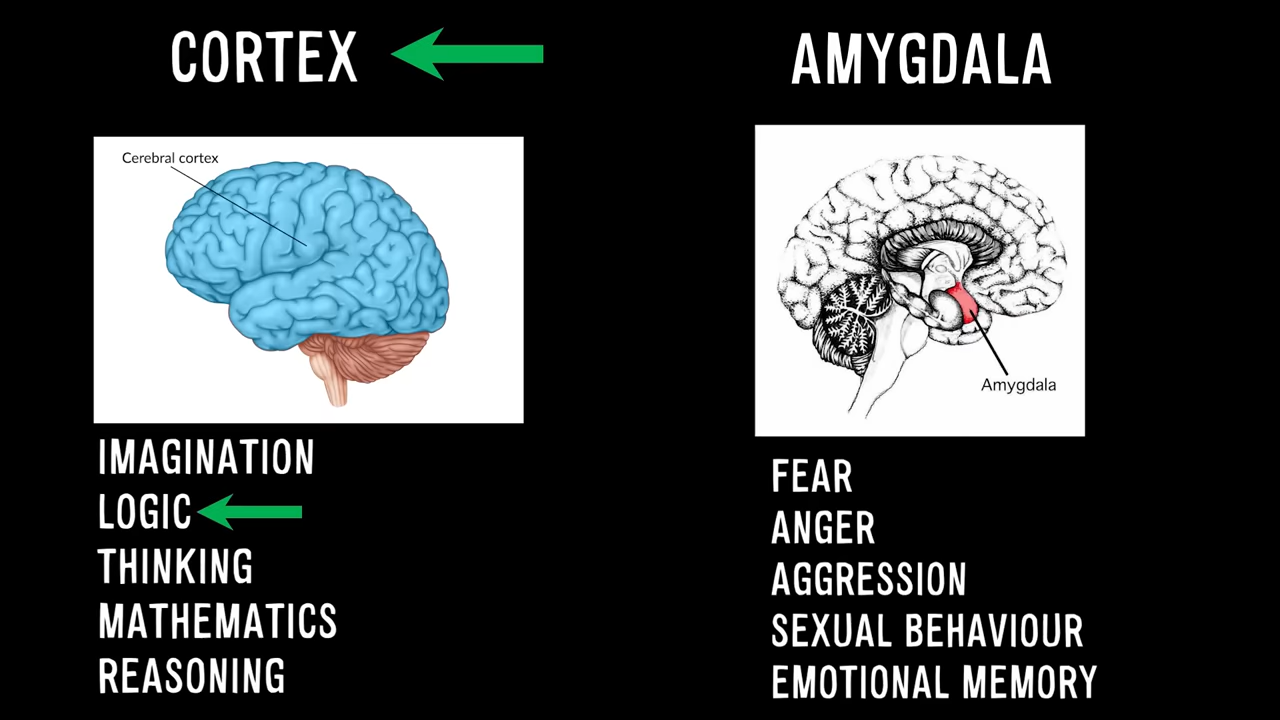 CORTEX
Cerebral cortex
IMAGINATION
LOGIC
THINKING
MATHEMATICS
REASONING
AMYGDALA
Amygdala
FEAR
ANGER
AGGRESSION
SEXUAL BEHAVIOUR
EMOTIONAL MEMORY